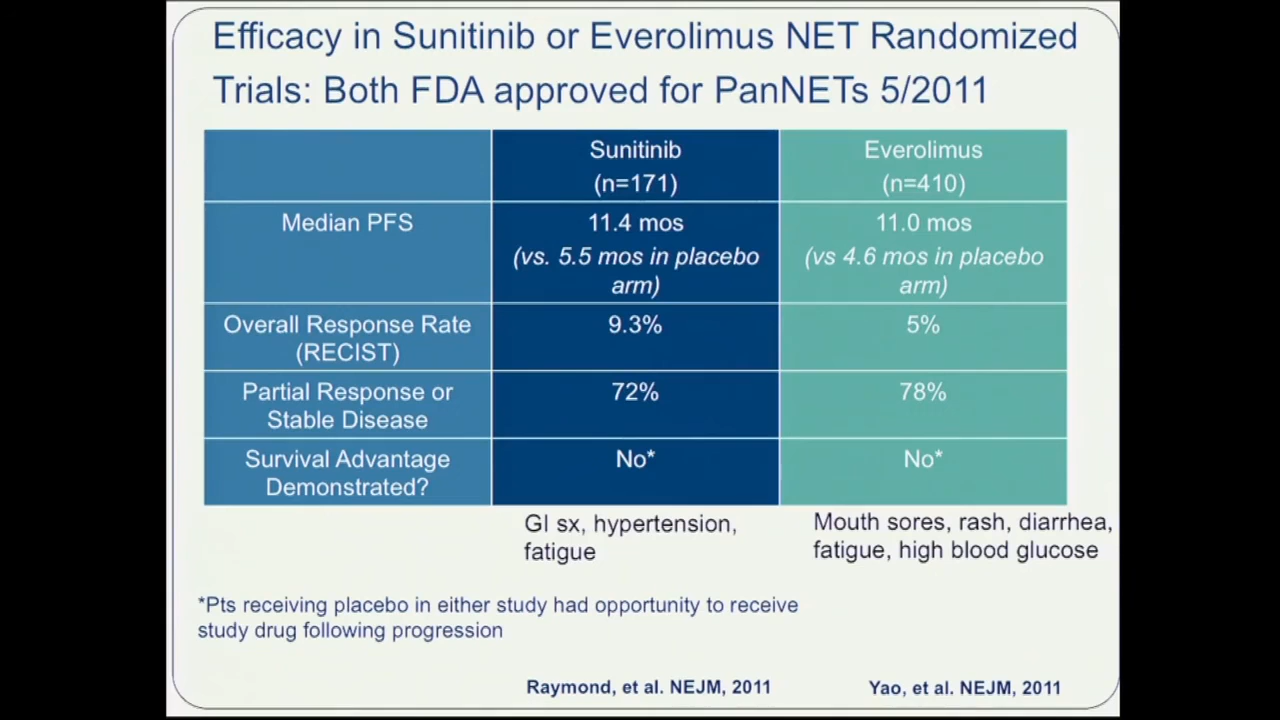 Efficacy in Sunitinib or Everolimus NET Randomized
Trials: Both FDA approved for PanNETs 5/2011
Sunitinib
(n=171)
Everolimus
(n=410)
Median PFS
11.4 mos
(vs. 5.5 mos in placebo
arm)
11.0 mos
(vs 4.6 mos in placebo
arm)
Overall Response Rate
(RECIST)
9.3%
5%
Partial Response or
Stable Disease
72%
78%
Survival Advantage
Demonstrated?
No*
No*
GI sx, hypertension,
fatigue
Mouth sores, rash, diarrhea,
fatigue, high blood glucose
*Pts receiving placebo in either study had opportunity to receive
study drug following progression
Raymond, et al. NEJM, 2011
Yao, et al. NEJM, 2011